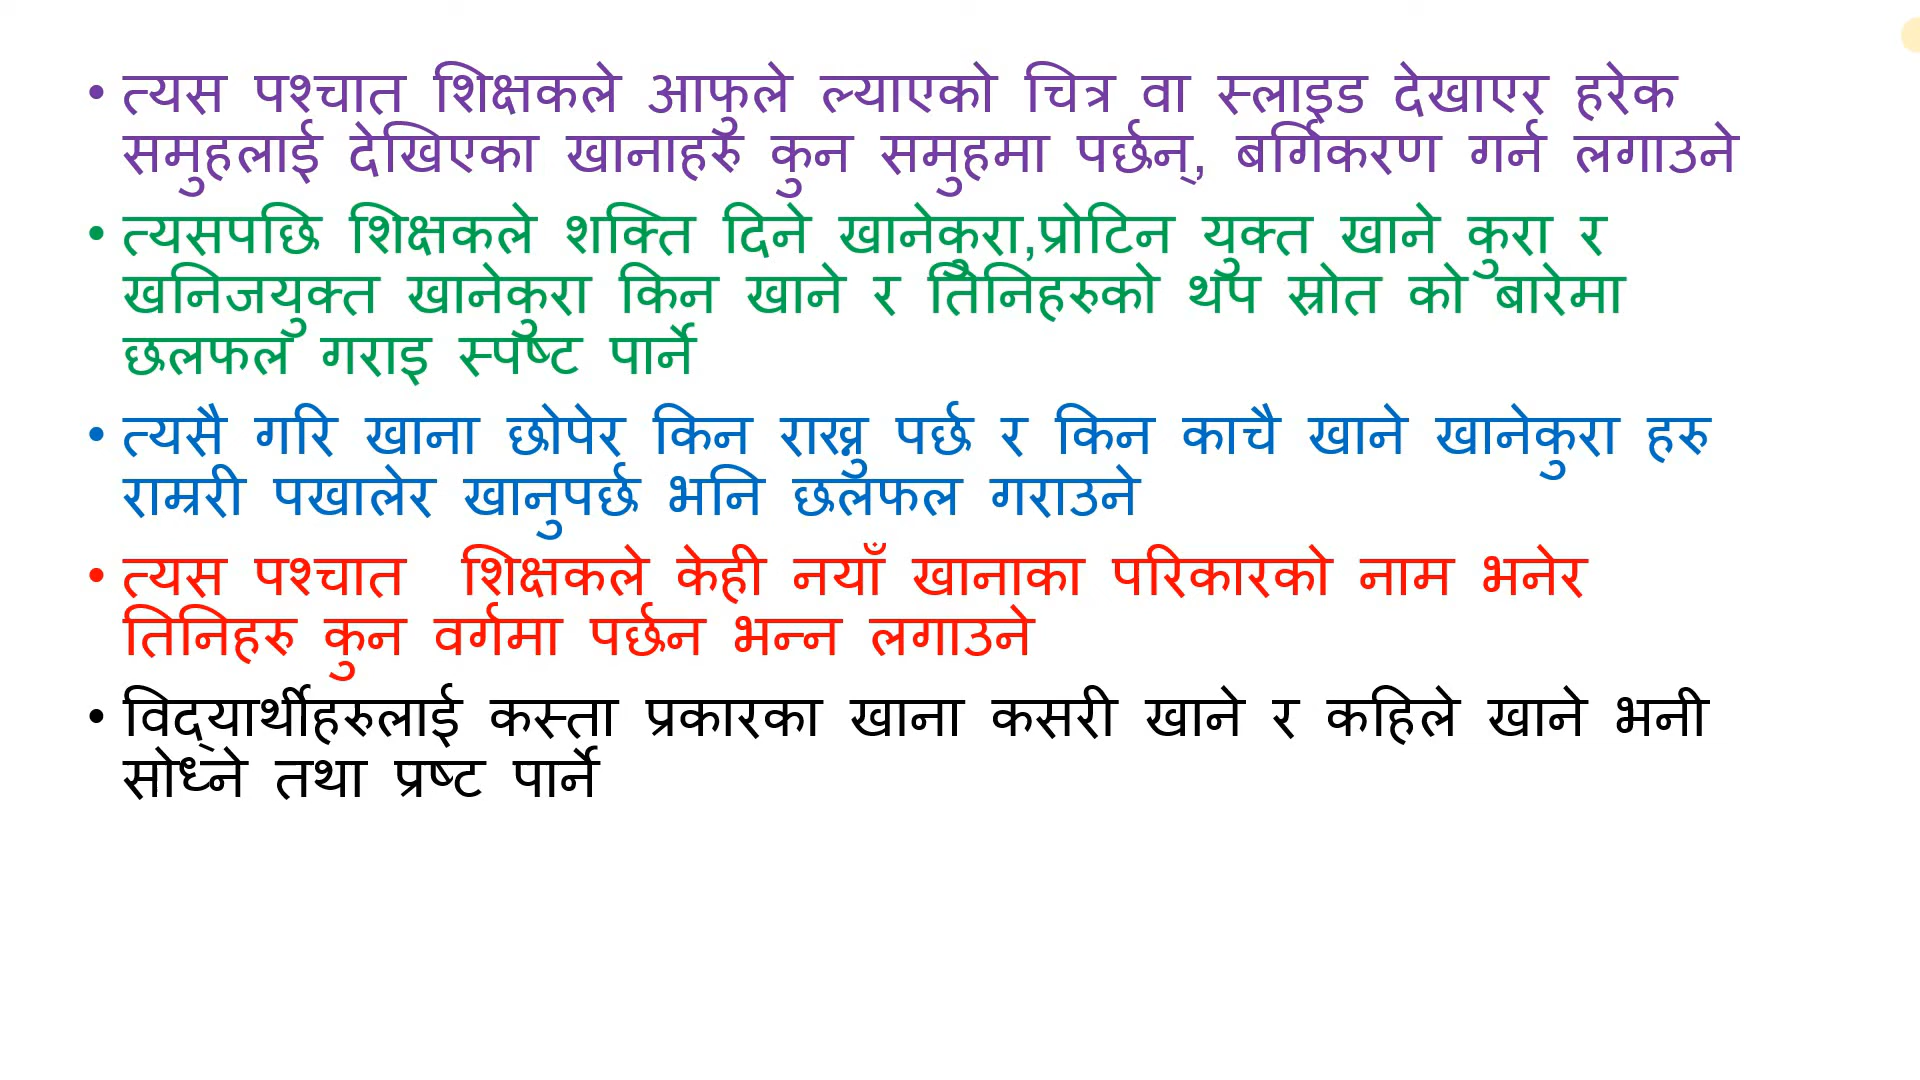 • त्यस पश्चात शिक्षकले आफुले ल्याएको चित्र वा स्लाइड देखाएर हरेक
समुहलाई देखिएका खानाहरु कुन समुहमा पर्छन्, बर्गिकरण गर्न लगाउने
• त्यसपछि शिक्षकले शक्ति दिने खानेकुरा,प्रोटिन युक्त खाने कुरा र
खनिजयुक्त खानेकुरा किन खाने र तिनिहरुको थप स्रोत को बारेमा
छलफल गराइ स्पष्ट पार्ने
• त्यसै गरि खाना छोपेर किन राख्नु पर्छ र किन काचै खाने खानेकुरा हरु
राम्ररी पखालेर खानुपर्छ भनि छलफल गराउने
• त्यस पश्चात शिक्षकले केही नयाँ खानाका परिकारको नाम भनेर
तिनिहरु कुन वर्गमा पर्छन भन्न लगाउने
• विद्यार्थीहरुलाई कस्ता प्रकारका खाना कसरी खाने र कहिले खाने भनी
सोध्ने तथा प्रष्ट पार्ने